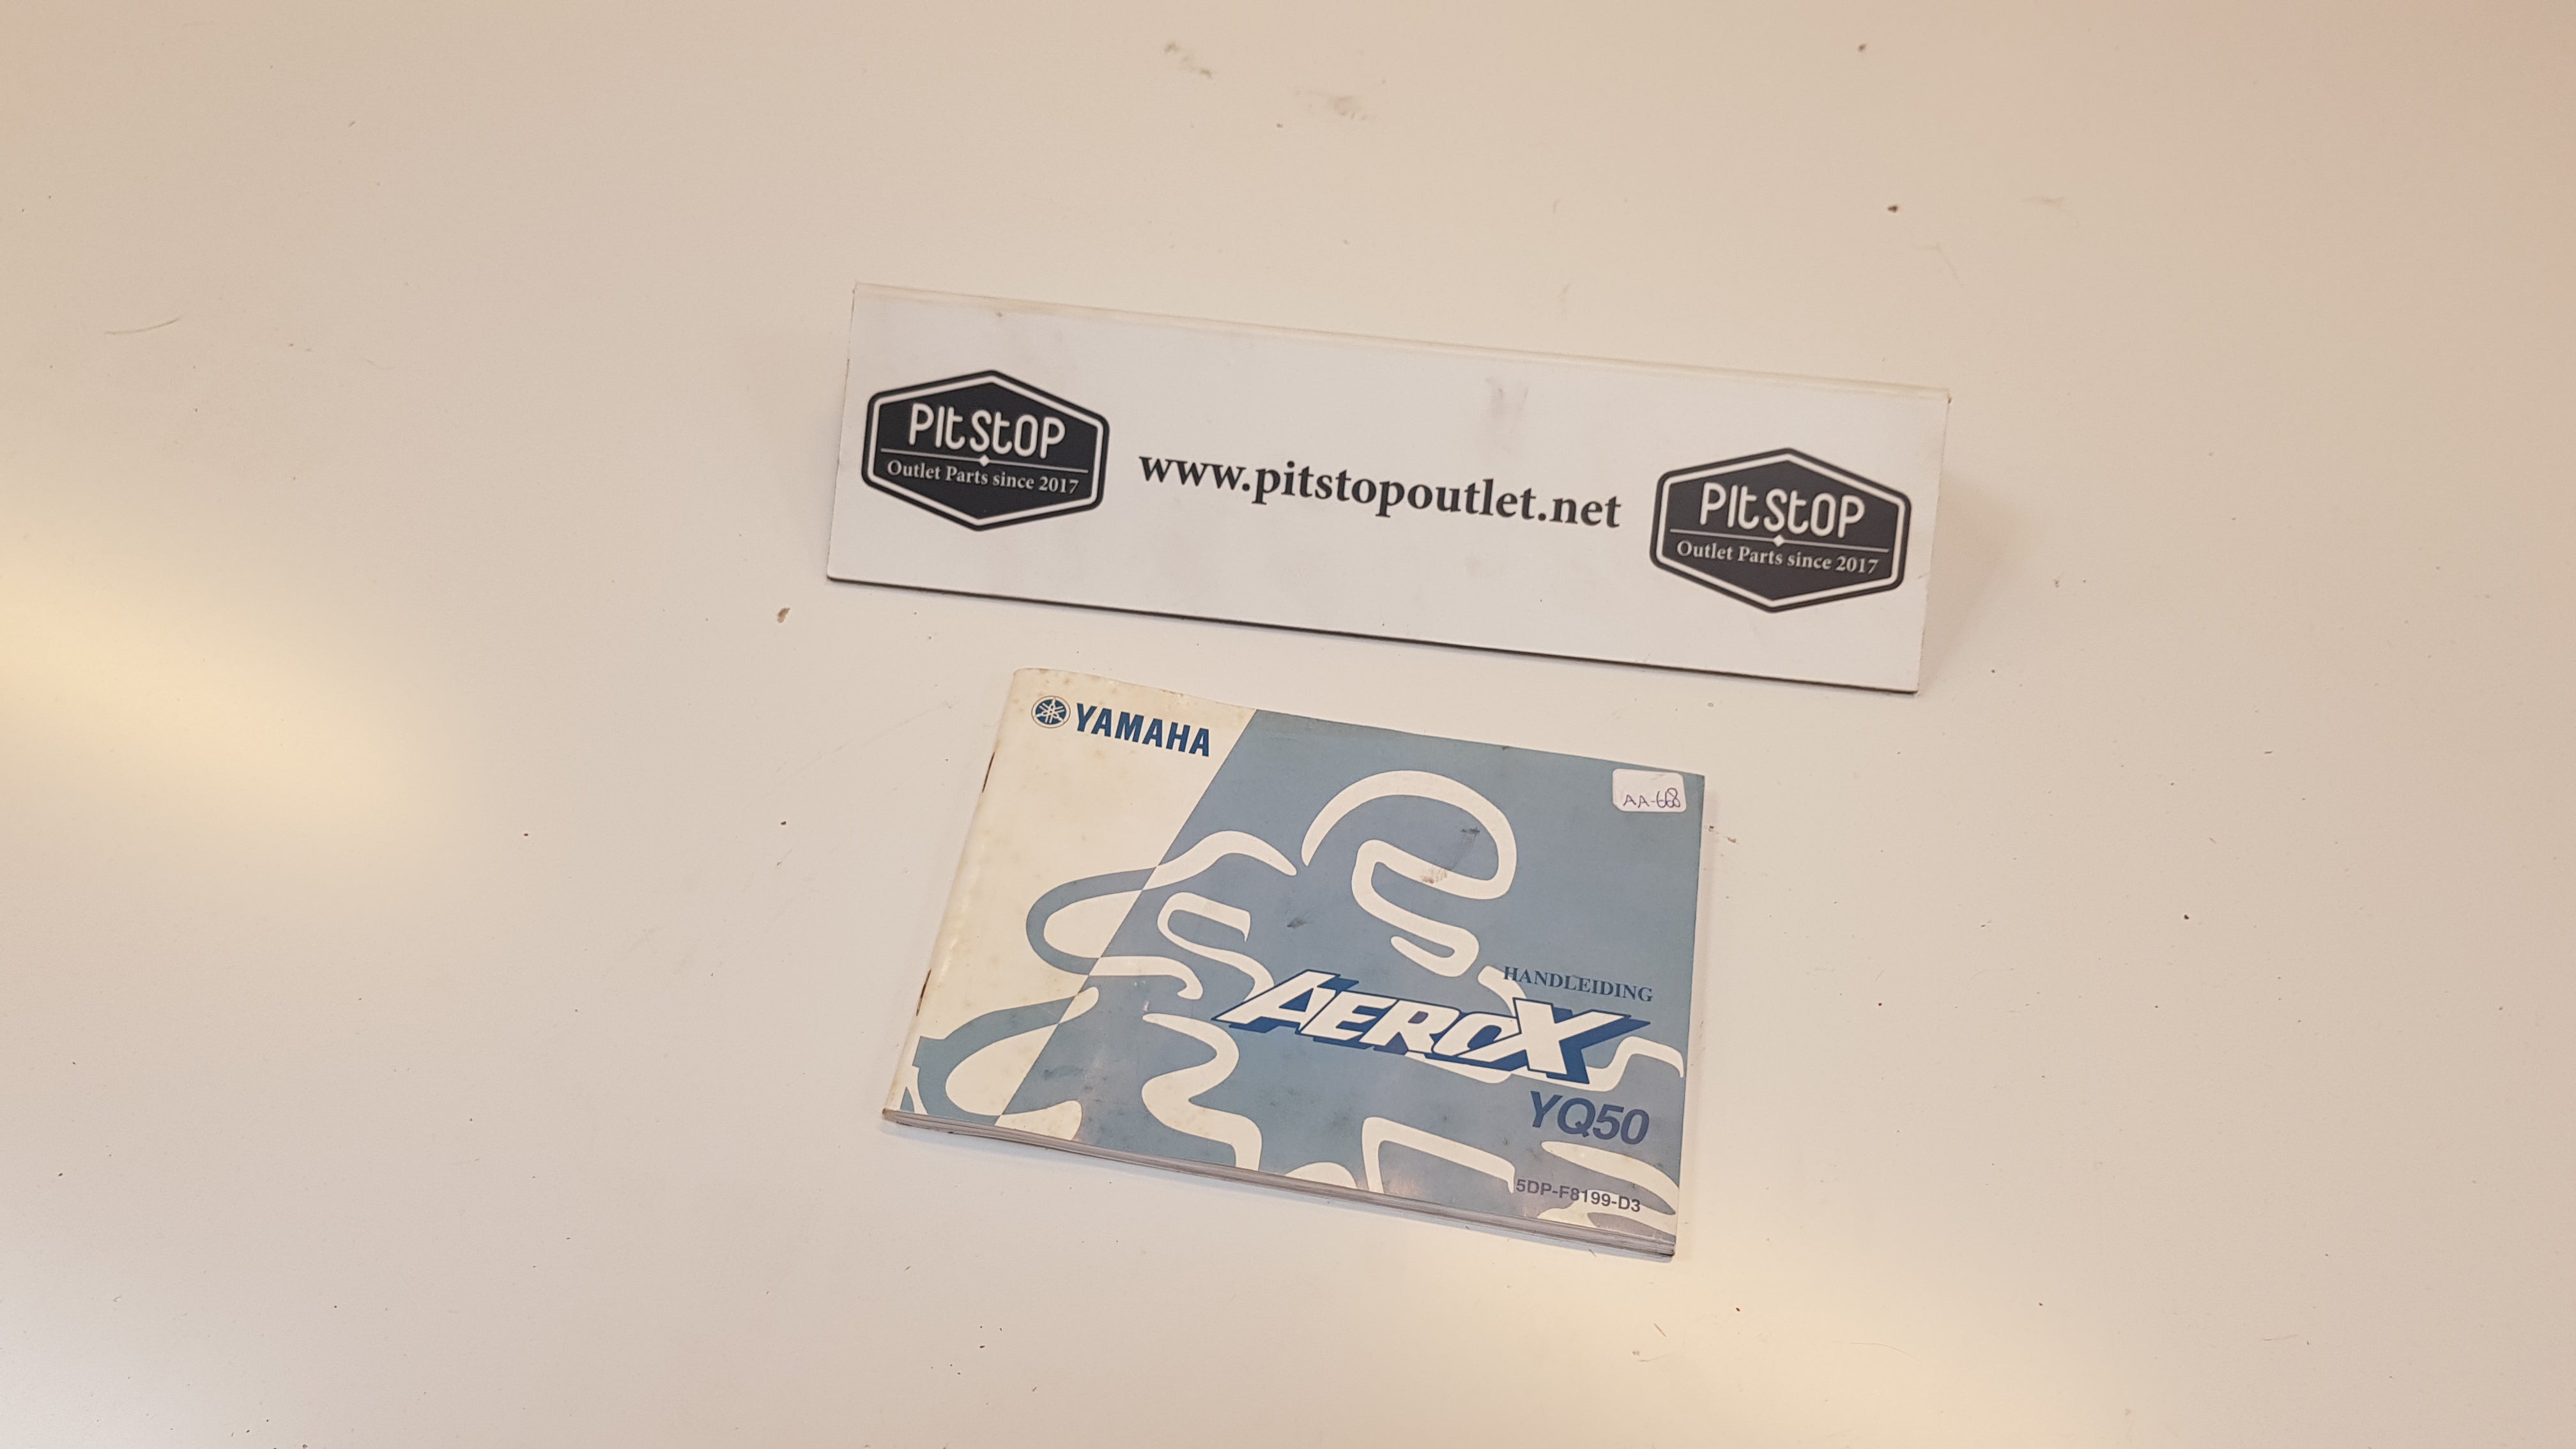 PitStOP
Outlet Parts since 2017
www.pitstopoutlet.net
PitStOP
Outlet Parts since 2017
YAMAHA
AA-668
HANDLEIDING
AEROX
YQ50
5DP-F8199-D3